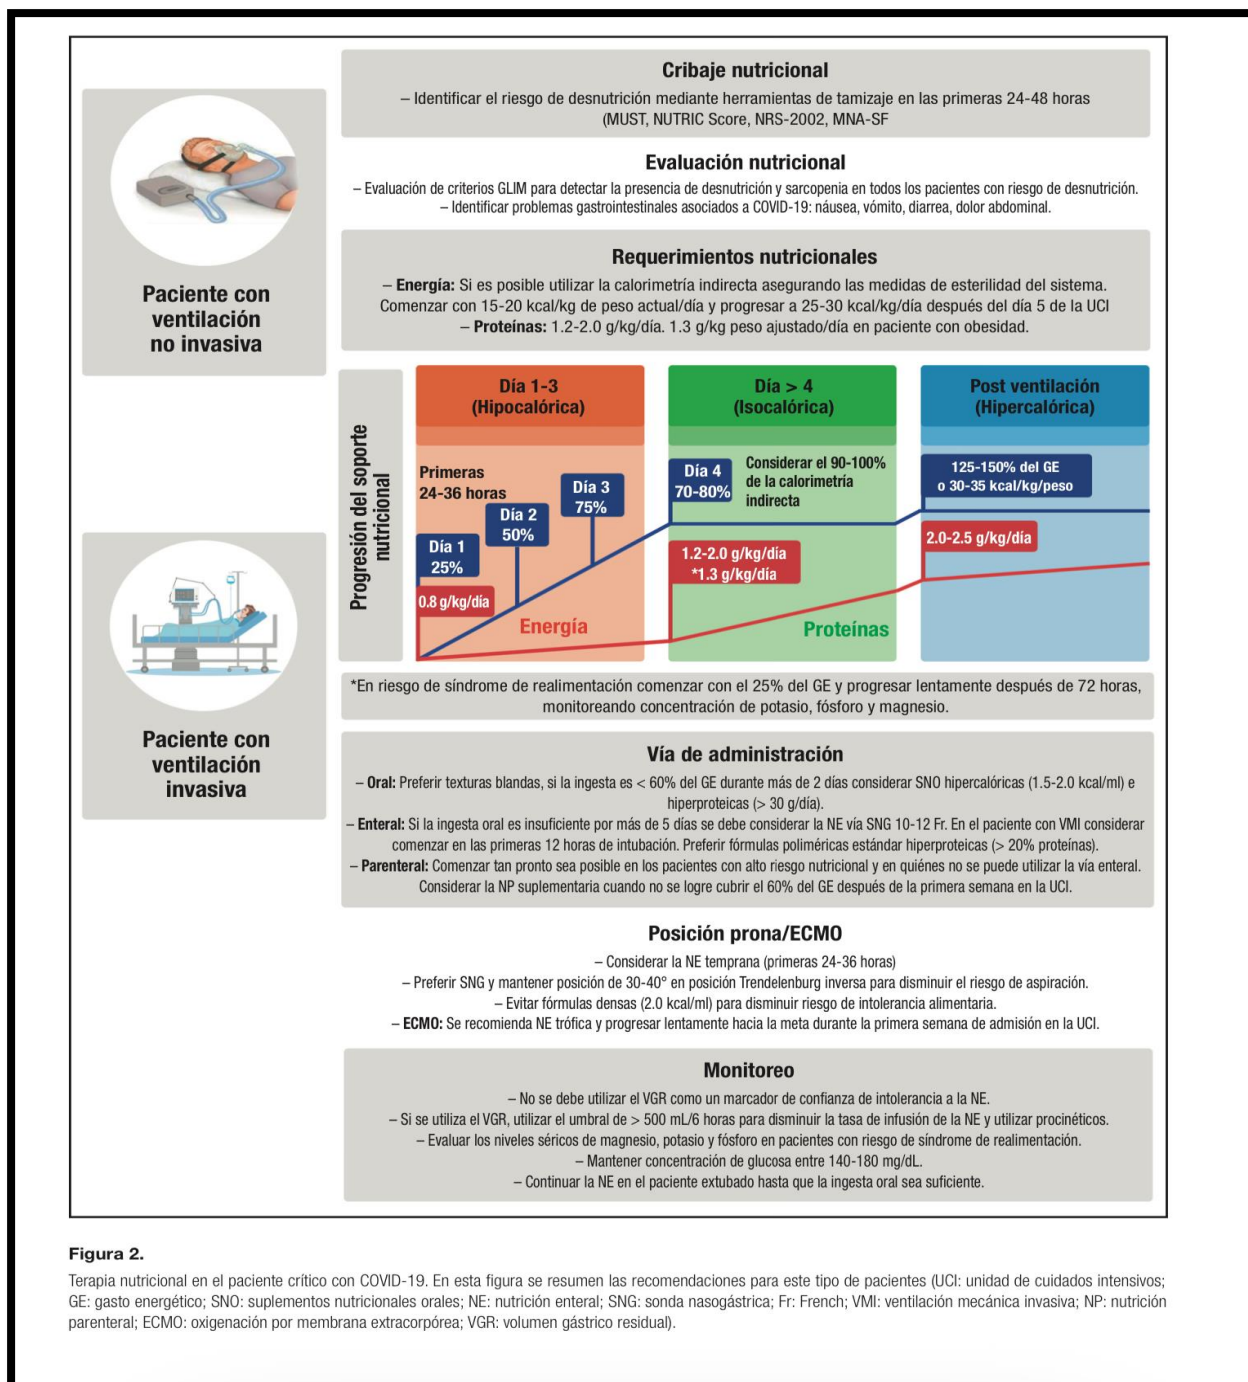 Cribaje nutricional
– Identificar el riesgo de desnutrición mediante herramientas de tamizaje en las primeras 24-48 horas
(MUST, NUTRIC Score, NRS-2002, MNA-SF
Evaluación nutricional
– Evaluación de criterios GLIM para detectar la presencia de desnutrición y sarcopenia en todos los pacientes con riesgo de desnutrición.
– Identificar problemas gastrointestinales asociados a COVID-19: náusea, vómito, diarrea, dolor abdominal.
Paciente con
ventilación
no invasiva
Requerimientos nutricionales
– Energía: Si es posible utilizar la calorimetría indirecta asegurando las medidas de esterilidad del sistema.
Comenzar con 15-20 kcal/kg de peso actual/día y progresar a 25-30 kcal/kg/día después del día 5 de la UCI
– Proteínas: 1.2-2.0 g/kg/día. 1.3 g/kg peso ajustado/día en paciente con obesidad.
Progresión del soporte
nutricional
Día 1-3
(Hipocalórica)
Primeras
24-36 horas
Día 1
25%
Día 2
50%
Día 3
75%
0.8 g/kg/día
Energía
Día > 4
(Isocalórica)
Día 4
70-80%
Considerar el 90-100%
de la calorimetría
indirecta
1.2-2.0 g/kg/día
*1.3 g/kg/día
Proteínas
Post ventilación
(Hipercalórica)
125-150% del GE
o 30-35 kcal/kg/peso
2.0-2.5 g/kg/día
*En riesgo de síndrome de realimentación comenzar con el 25% del GE y progresar lentamente después de 72 horas,
monitoreando concentración de potasio, fósforo y magnesio.
Paciente con
ventilación
invasiva
Vía de administración
– Oral: Preferir texturas blandas, si la ingesta es < 60% del GE durante más de 2 días considerar SNO hipercalóricas (1.5-2.0 kcal/ml) e
hiperproteicas (> 30 g/día).
– Enteral: Si la ingesta oral es insuficiente por más de 5 días se debe considerar la NE vía SNG 10-12 Fr. En el paciente con VMI considerar
comenzar en las primeras 12 horas de intubación. Preferir fórmulas poliméricas estándar hiperproteicas (> 20% proteínas).
– Parenteral: Comenzar tan pronto sea posible en los pacientes con alto riesgo nutricional y en quiénes no se puede utilizar la vía enteral.
Considerar la NP suplementaria cuando no se logre cubrir el 60% del GE después de la primera semana en la UCI.
Posición prona/ECMO
– Considerar la NE temprana (primeras 24-36 horas)
– Preferir SNG y mantener posición de 30-40° en posición Trendelenburg inversa para disminuir el riesgo de aspiración.
– Evitar fórmulas densas (2.0 kcal/ml) para disminuir riesgo de intolerancia alimentaria.
– ECMO: Se recomienda NE trófica y progresar lentamente hacia la meta durante la primera semana de admisión en la UCI.
Monitoreo
– No se debe utilizar el VGR como un marcador de confianza de intolerancia a la NE.
– Si se utiliza el VGR, utilizar el umbral de > 500 mL/6 horas para disminuir la tasa de infusión de la NE y utilizar procinéticos.
– Evaluar los niveles séricos de magnesio, potasio y fósforo en pacientes con riesgo de síndrome de realimentación.
– Mantener concentración de glucosa entre 140-180 mg/dL.
– Continuar la NE en el paciente extubado hasta que la ingesta oral sea suficiente.
Figura 2.
Terapia nutricional en el paciente crítico con COVID-19. En esta figura se resumen las recomendaciones para este tipo de pacientes (UCI: unidad de cuidados intensivos;
GE: gasto energético; SNO: suplementos nutricionales orales; NE: nutrición enteral; SNG: sonda nasogástrica; Fr: French; VMI: ventilación mecánica invasiva; NP: nutrición
parenteral; ECMO: oxigenación por membrana extracorpórea; VGR: volumen gástrico residual).